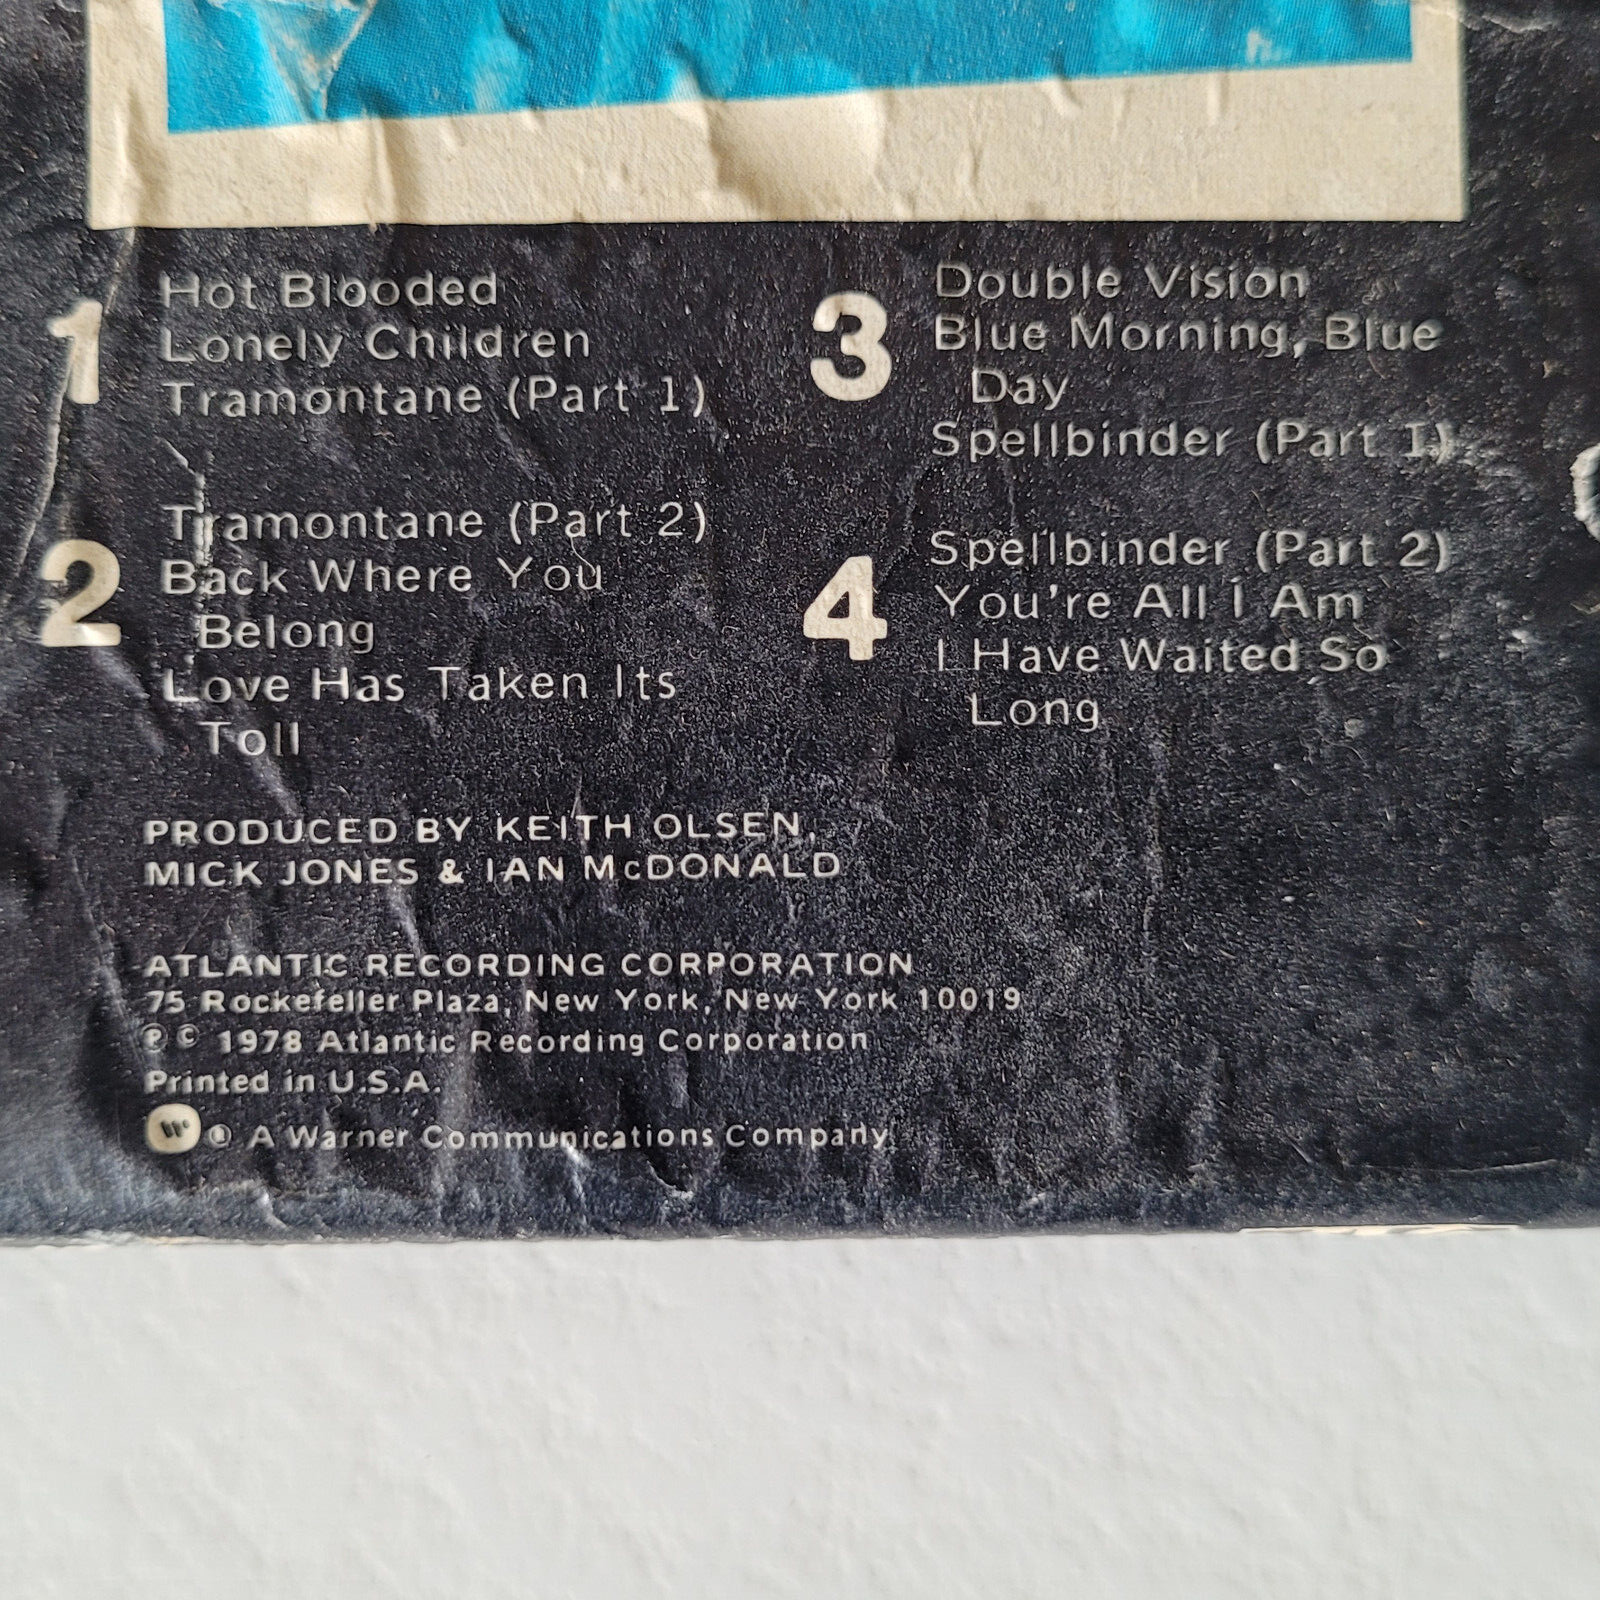 1
Hot Blooded
Lonely Children
Tramontane (Part 1)
2
Tramontane (Part 2)
Back Where You
Belong
Love Has Taken Its
Toll
3
Double Vision
Blue Morning, Blue
Day
Spellbinder (Part I)
4
Spellbinder (Part 2)
You're All I Am
I Have Waited So
Long
PRODUCED BY KEITH OLSEN,
MICK JONES & IAN McDONALD
ATLANTIC RECORDING CORPORATION
75 Rockefeller Plaza, New York, New York 10019
℗ © 1978 Atlantic Recording Corporation
Printed in U.S.A.
A Warner Communications Company